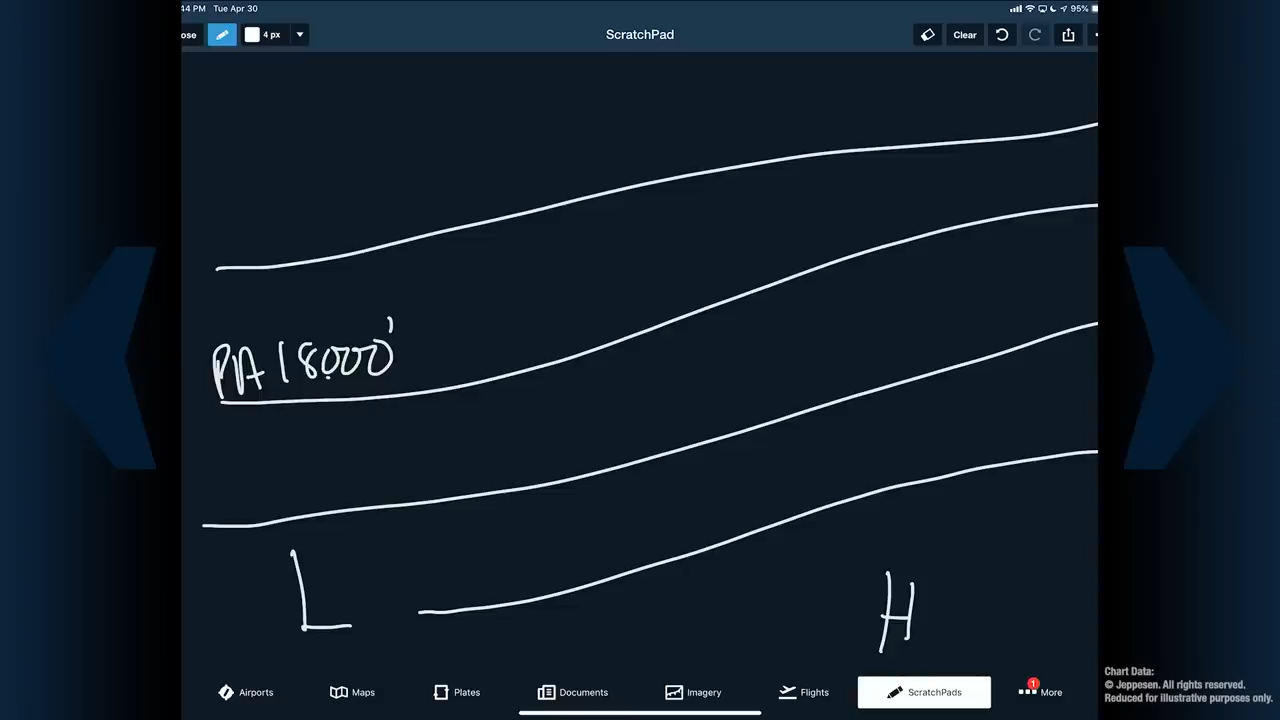 44 PM Tue Apr 30
95%
ose
4 px
ScratchPad
Clear
PA 18,000'
L
H
Airports
Maps
Plates
Documents
Imagery
Flights
ScratchPads
1
More
Chart Data:
© Jeppesen. All rights reserved.
Reduced for illustrative purposes only.